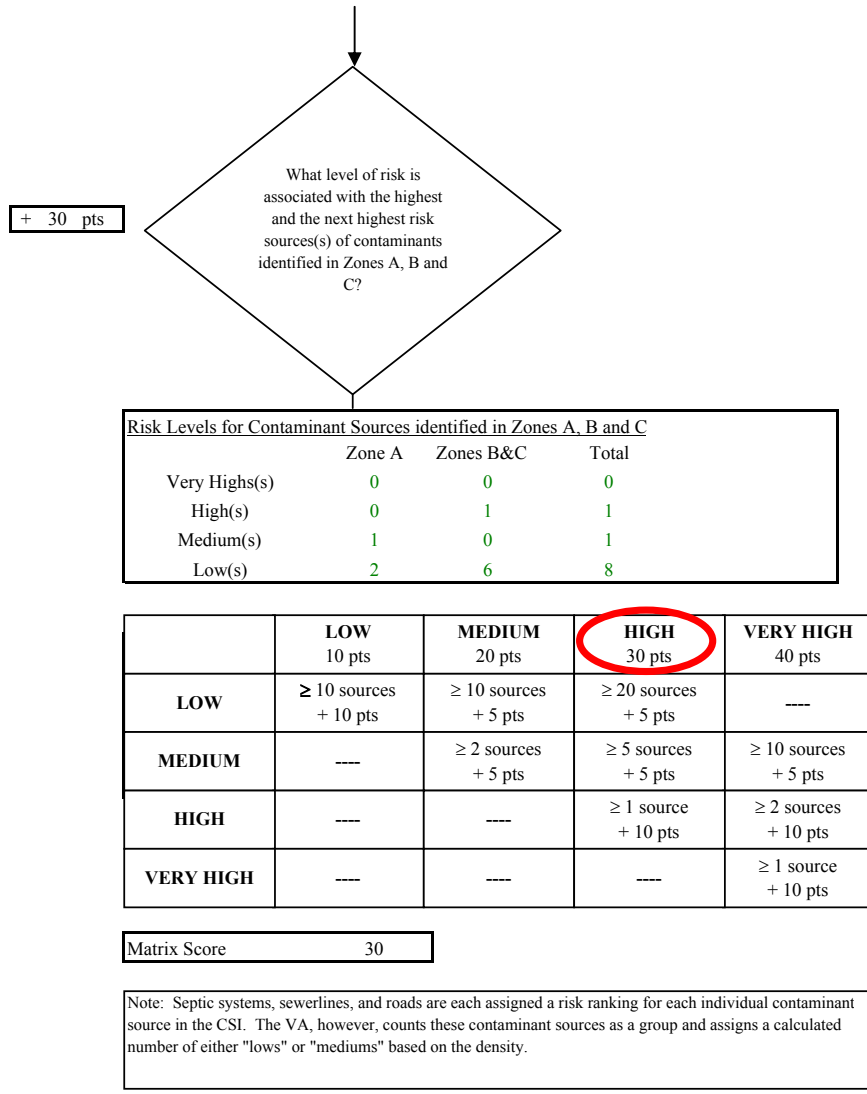 What level of risk is
associated with the highest
and the next highest risk
sources(s) of contaminants
identified in Zones A, B and
C?
+ 30 pts
Risk Levels for Contaminant Sources identified in Zones A, B and C
Zone A Zones B&C Total
Very Highs(s) 0 0 0
High(s) 0 1 1
Medium(s) 1 0 1
Low(s) 2 6 8
LOW MEDIUM HIGH VERY HIGH
10 pts 20 pts 30 pts 40 pts
LOW ≥ 10 sources ≥ 10 sources ≥ 20 sources ----
+ 10 pts + 5 pts + 5 pts
MEDIUM ---- ≥ 2 sources ≥ 5 sources ≥ 10 sources
+ 5 pts + 5 pts + 5 pts
HIGH ---- ---- ≥ 1 source ≥ 2 sources
+ 10 pts + 10 pts
VERY HIGH ---- ---- ---- ≥ 1 source
+ 10 pts
Matrix Score 30
Note: Septic systems, sewerlines, and roads are each assigned a risk ranking for each individual contaminant
source in the CSI. The VA, however, counts these contaminant sources as a group and assigns a calculated
number of either "lows" or "mediums" based on the density.